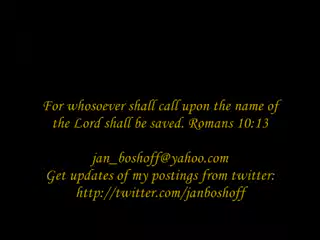 For whosoever shall call upon the name of
the Lord shall be saved. Romans 10:13
jan_boshoff@yahoo.com
Get updates of my postings from twitter:
http://twitter.com/janboshoff